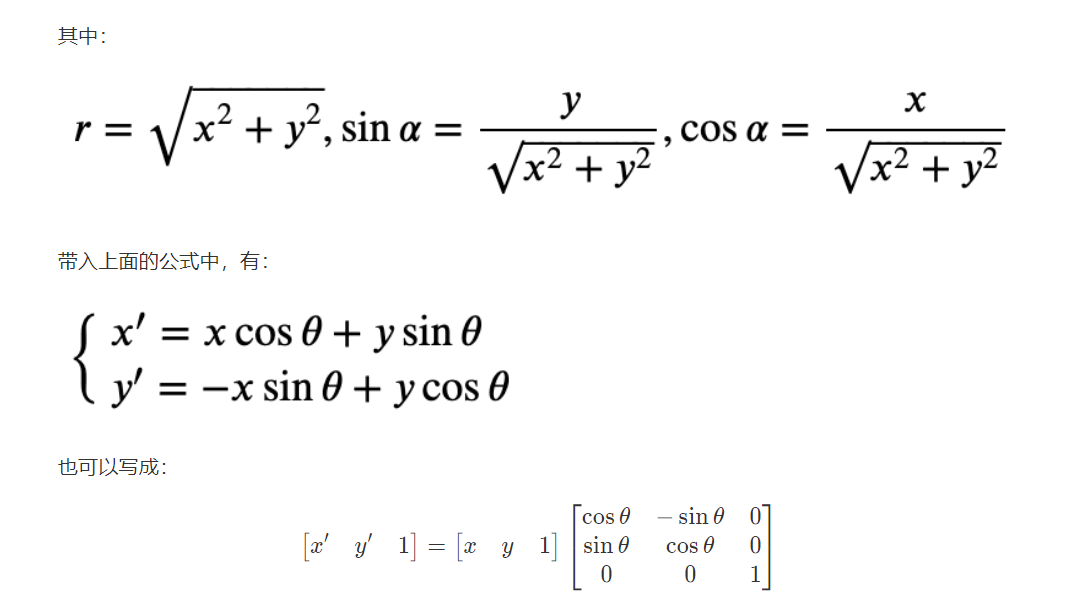 其中：
r = √(x² + y²), sin α = y / √(x² + y²), cos α = x / √(x² + y²)
带入上面的公式中，有：
{ x′ = x cos θ + y sin θ
y′ = −x sin θ + y cos θ
也可以写成：
[x′ y′ 1] = [x y 1] [cos θ − sin θ 0
sin θ cos θ 0
0 0 1]